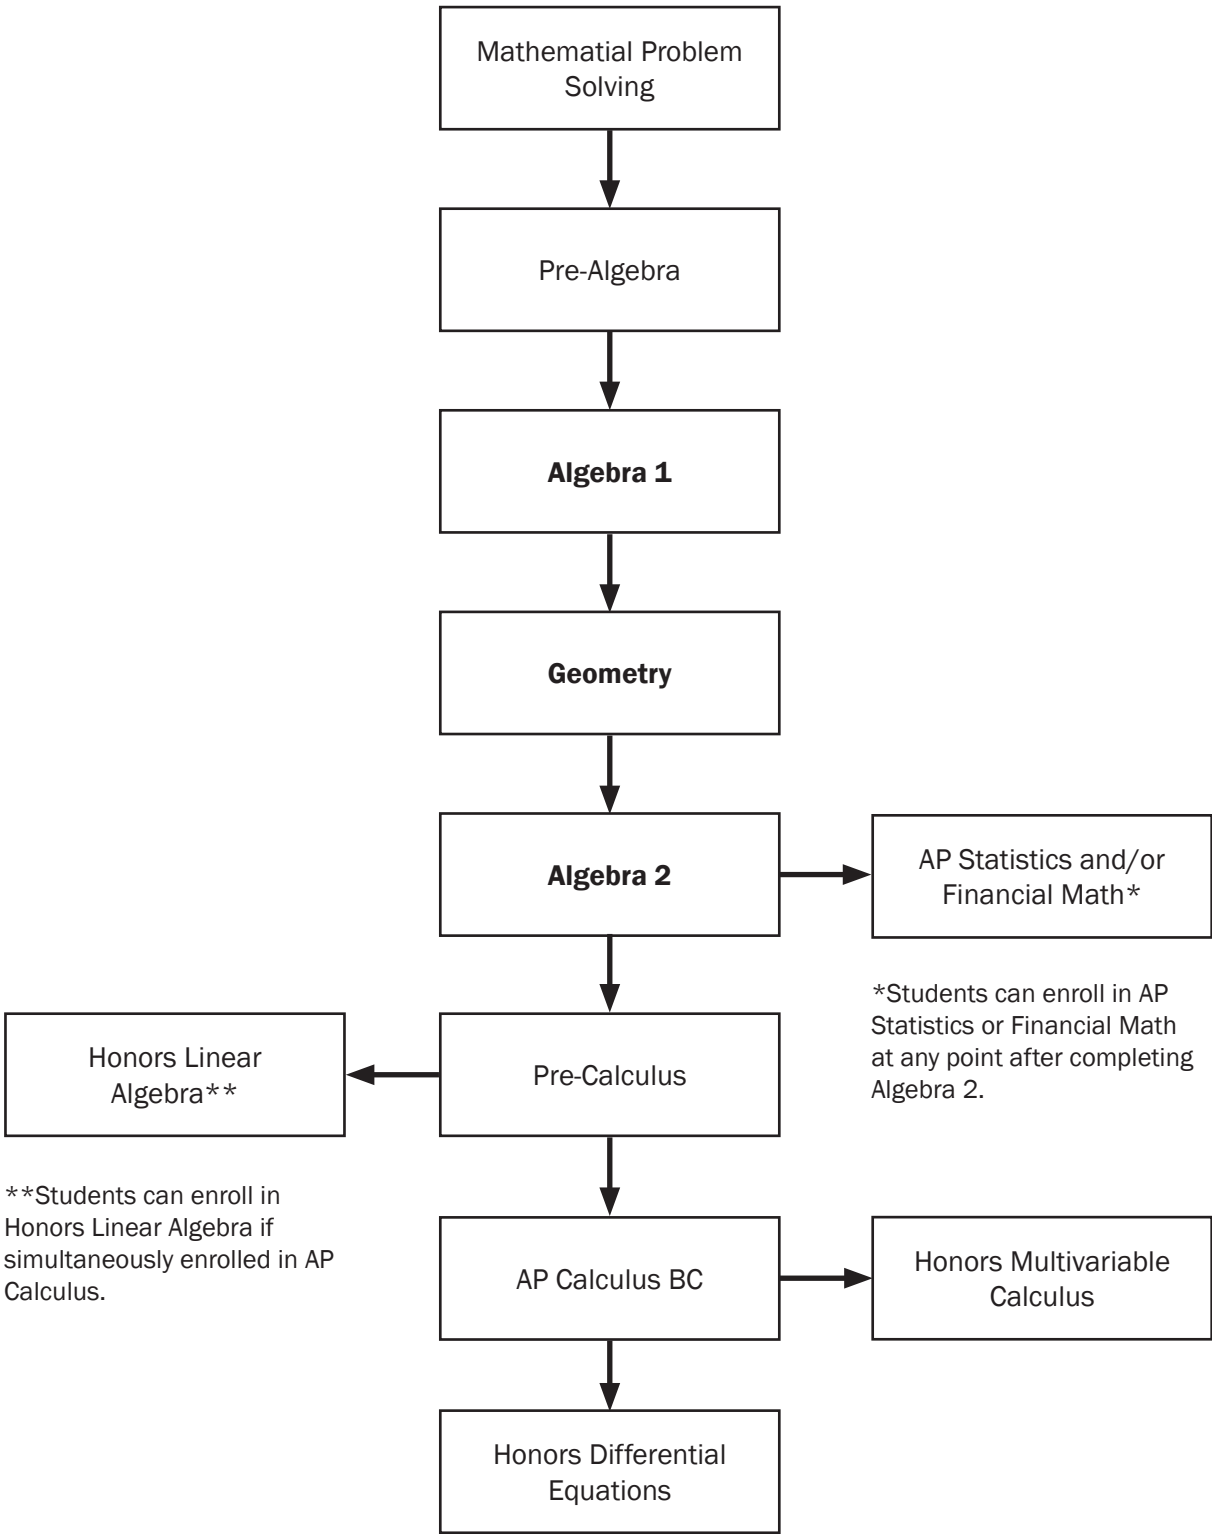 Mathematial Problem
Solving
Pre-Algebra
Algebra 1
Geometry
Algebra 2
AP Statistics and/or
Financial Math*
*Students can enroll in AP
Statistics or Financial Math
at any point after completing
Algebra 2.
Honors Linear
Algebra**
Pre-Calculus
**Students can enroll in
Honors Linear Algebra if
simultaneously enrolled in AP
Calculus.
AP Calculus BC
Honors Multivariable
Calculus
Honors Differential
Equations